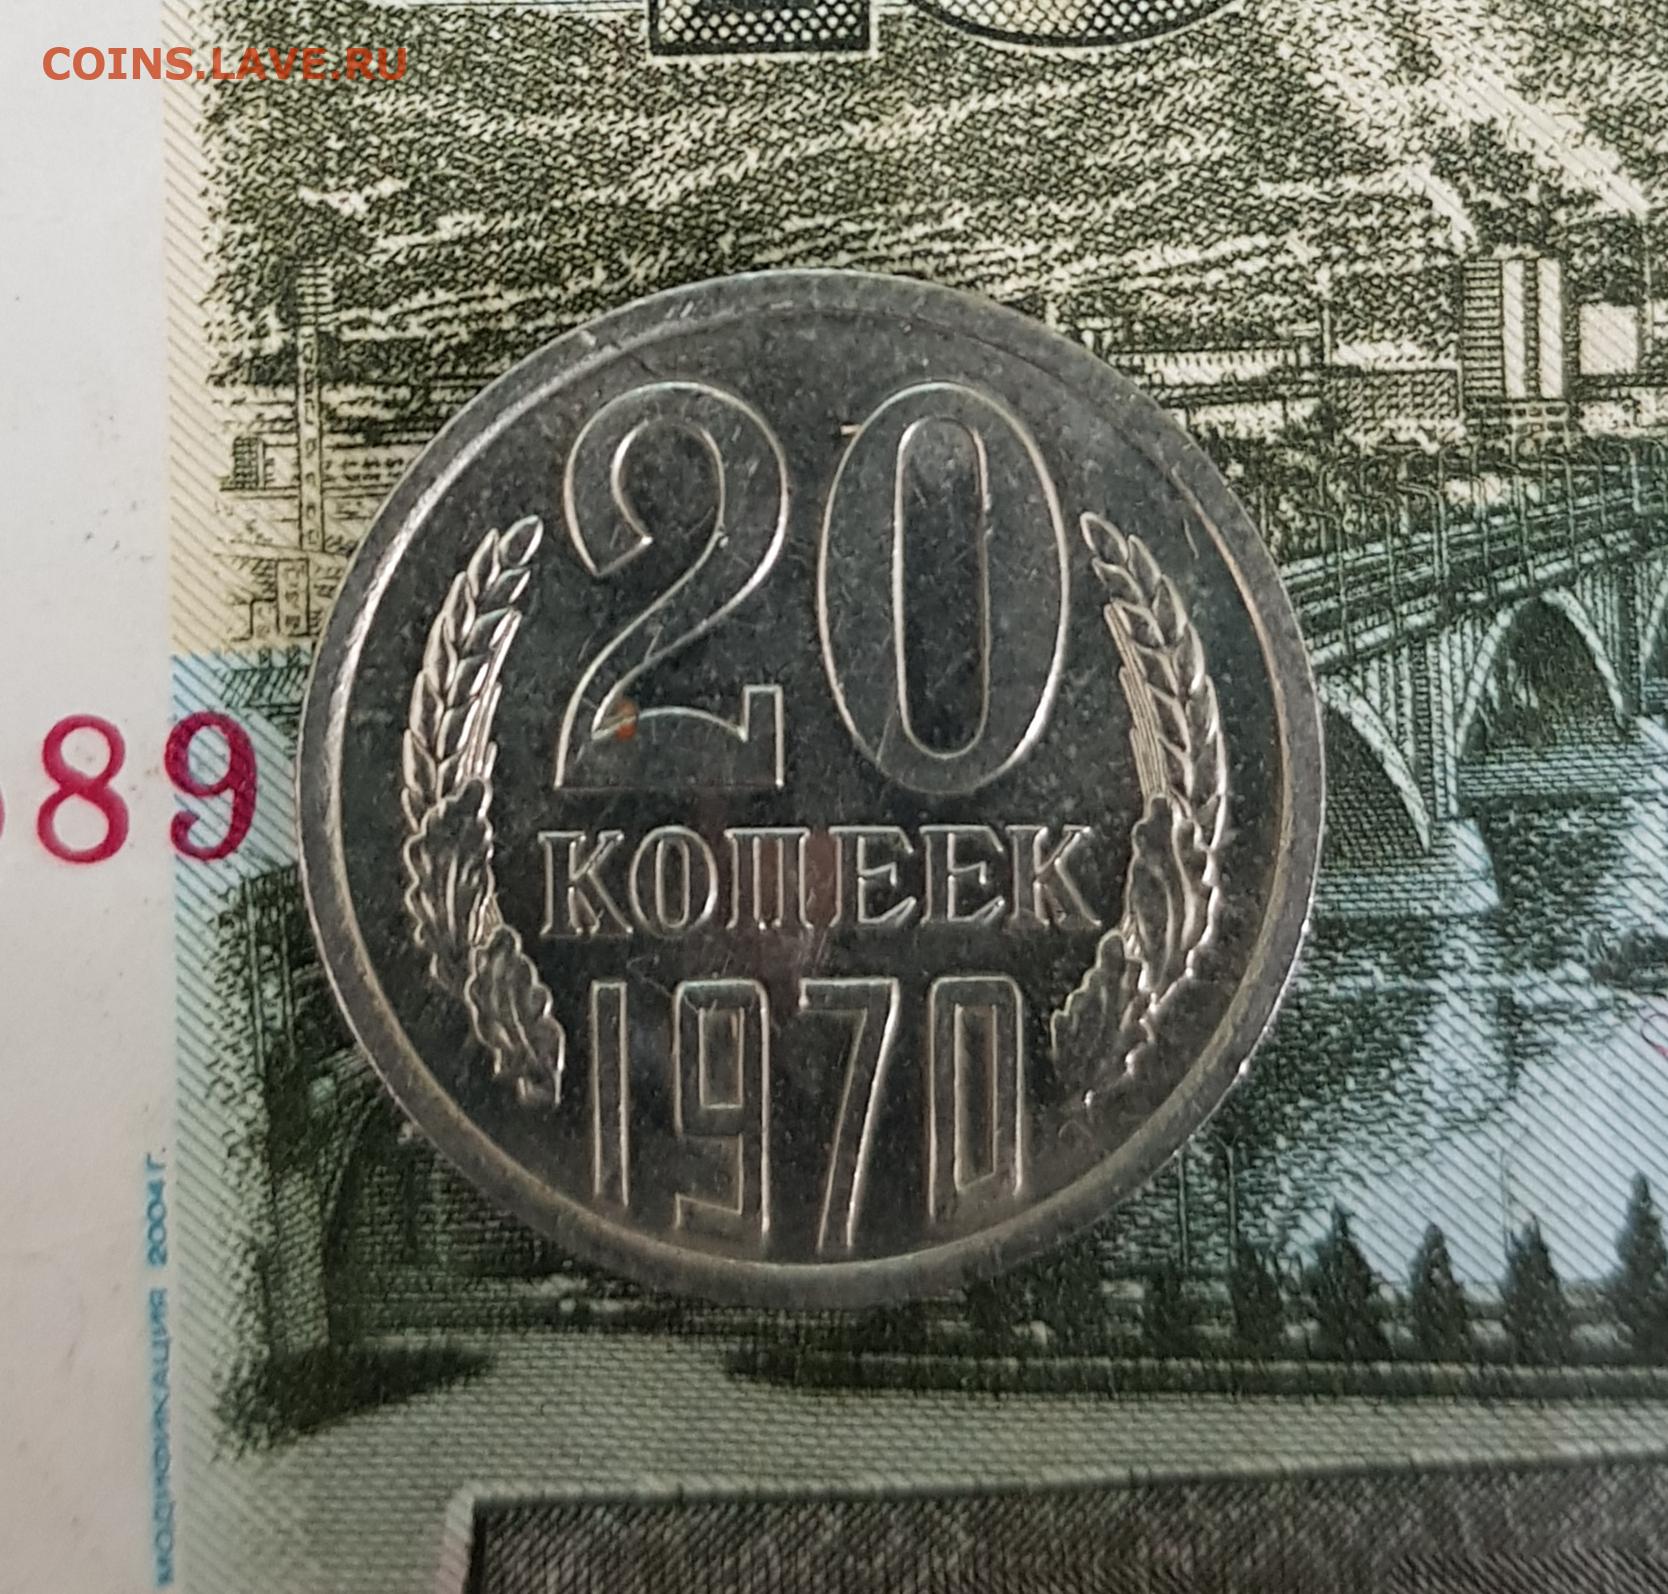 COINS.LAVE.RU
20
КОПЕЕК
1970
89
МОДИФИКАЦИЯ 2004 Г.